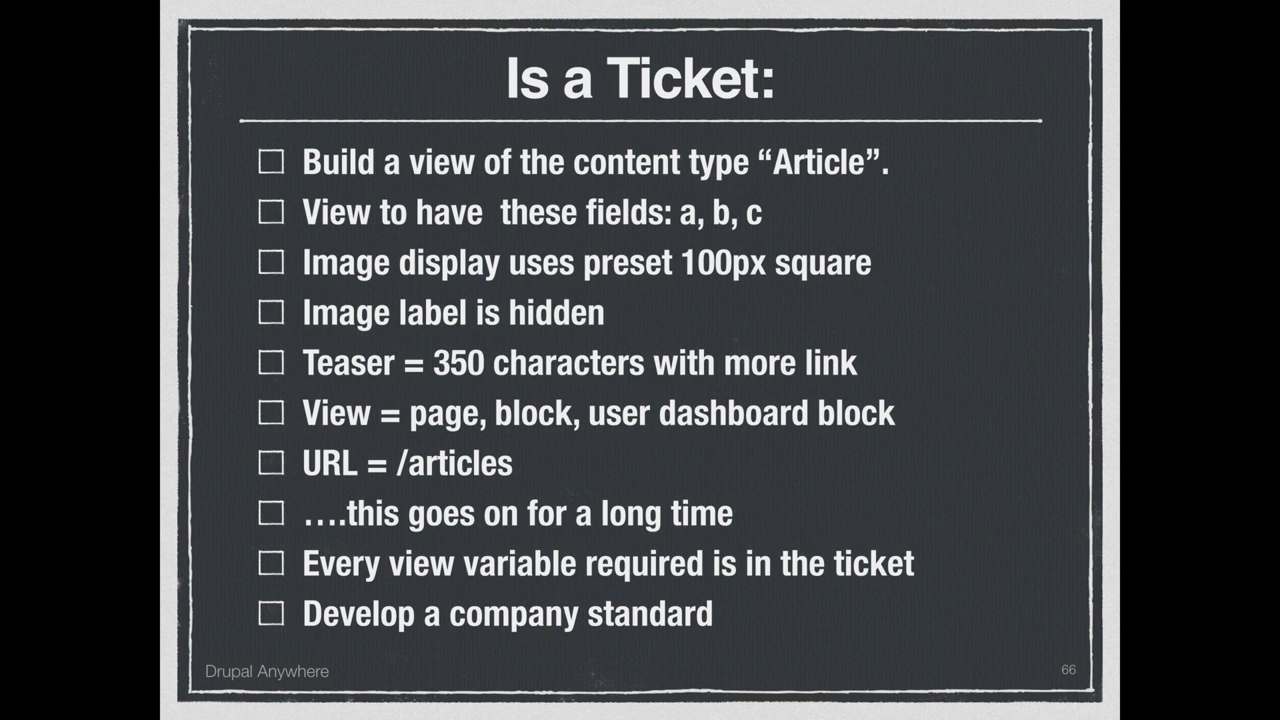 Is a Ticket:
Build a view of the content type “Article”.
View to have  these fields: a, b, c
Image display uses preset 100px square
Image label is hidden
Teaser = 350 characters with more link
View = page, block, user dashboard block
URL = /articles
….this goes on for a long time
Every view variable required is in the ticket
Develop a company standard
Drupal Anywhere
66